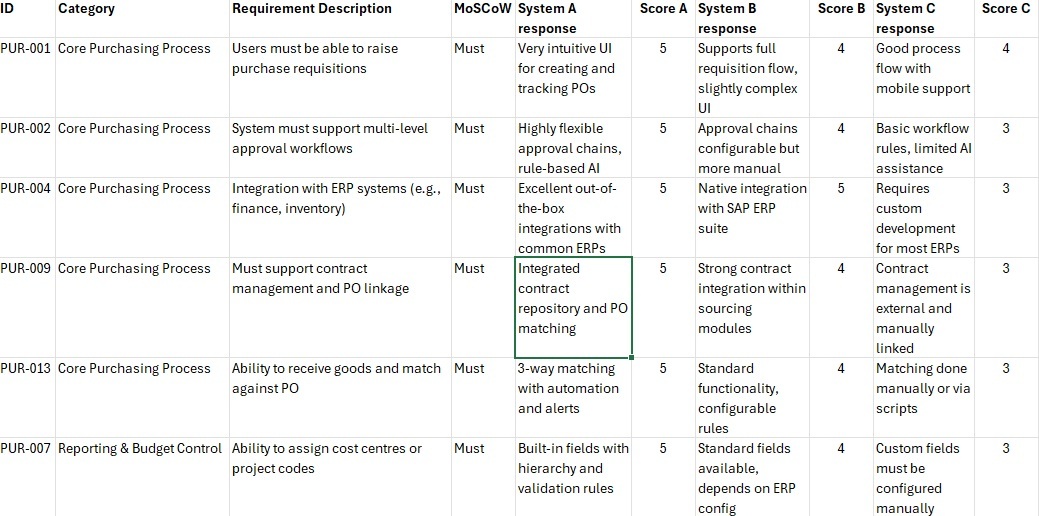 ID Category Requirement Description MoSCoW System A response Score A System B response Score B System C response Score C
PUR-001 Core Purchasing Process Users must be able to raise purchase requisitions Must Very intuitive UI for creating and tracking POs 5 Supports full requisition flow, slightly complex UI 4 Good process flow with mobile support 4
PUR-002 Core Purchasing Process System must support multi-level approval workflows Must Highly flexible approval chains, rule-based AI 5 Approval chains configurable but more manual 4 Basic workflow rules, limited AI assistance 3
PUR-004 Core Purchasing Process Integration with ERP systems (e.g., finance, inventory) Must Excellent out-of-the-box integrations with common ERPs 5 Native integration with SAP ERP suite 5 Requires custom development for most ERPs 3
PUR-009 Core Purchasing Process Must support contract management and PO linkage Must Integrated contract repository and PO matching 5 Strong contract integration within sourcing modules 4 Contract management is external and manually linked 3
PUR-013 Core Purchasing Process Ability to receive goods and match against PO Must 3-way matching with automation and alerts 5 Standard functionality, configurable rules 4 Matching done manually or via scripts 3
PUR-007 Reporting & Budget Control Ability to assign cost centres or project codes Must Built-in fields with hierarchy and validation rules 5 Standard fields available, depends on ERP config 4 Custom fields must be configured manually 3